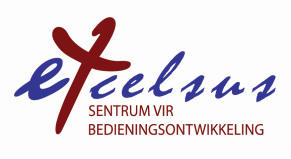 excelsus
SENTRUM VIR
BEDIENINGSONTWIKKELING